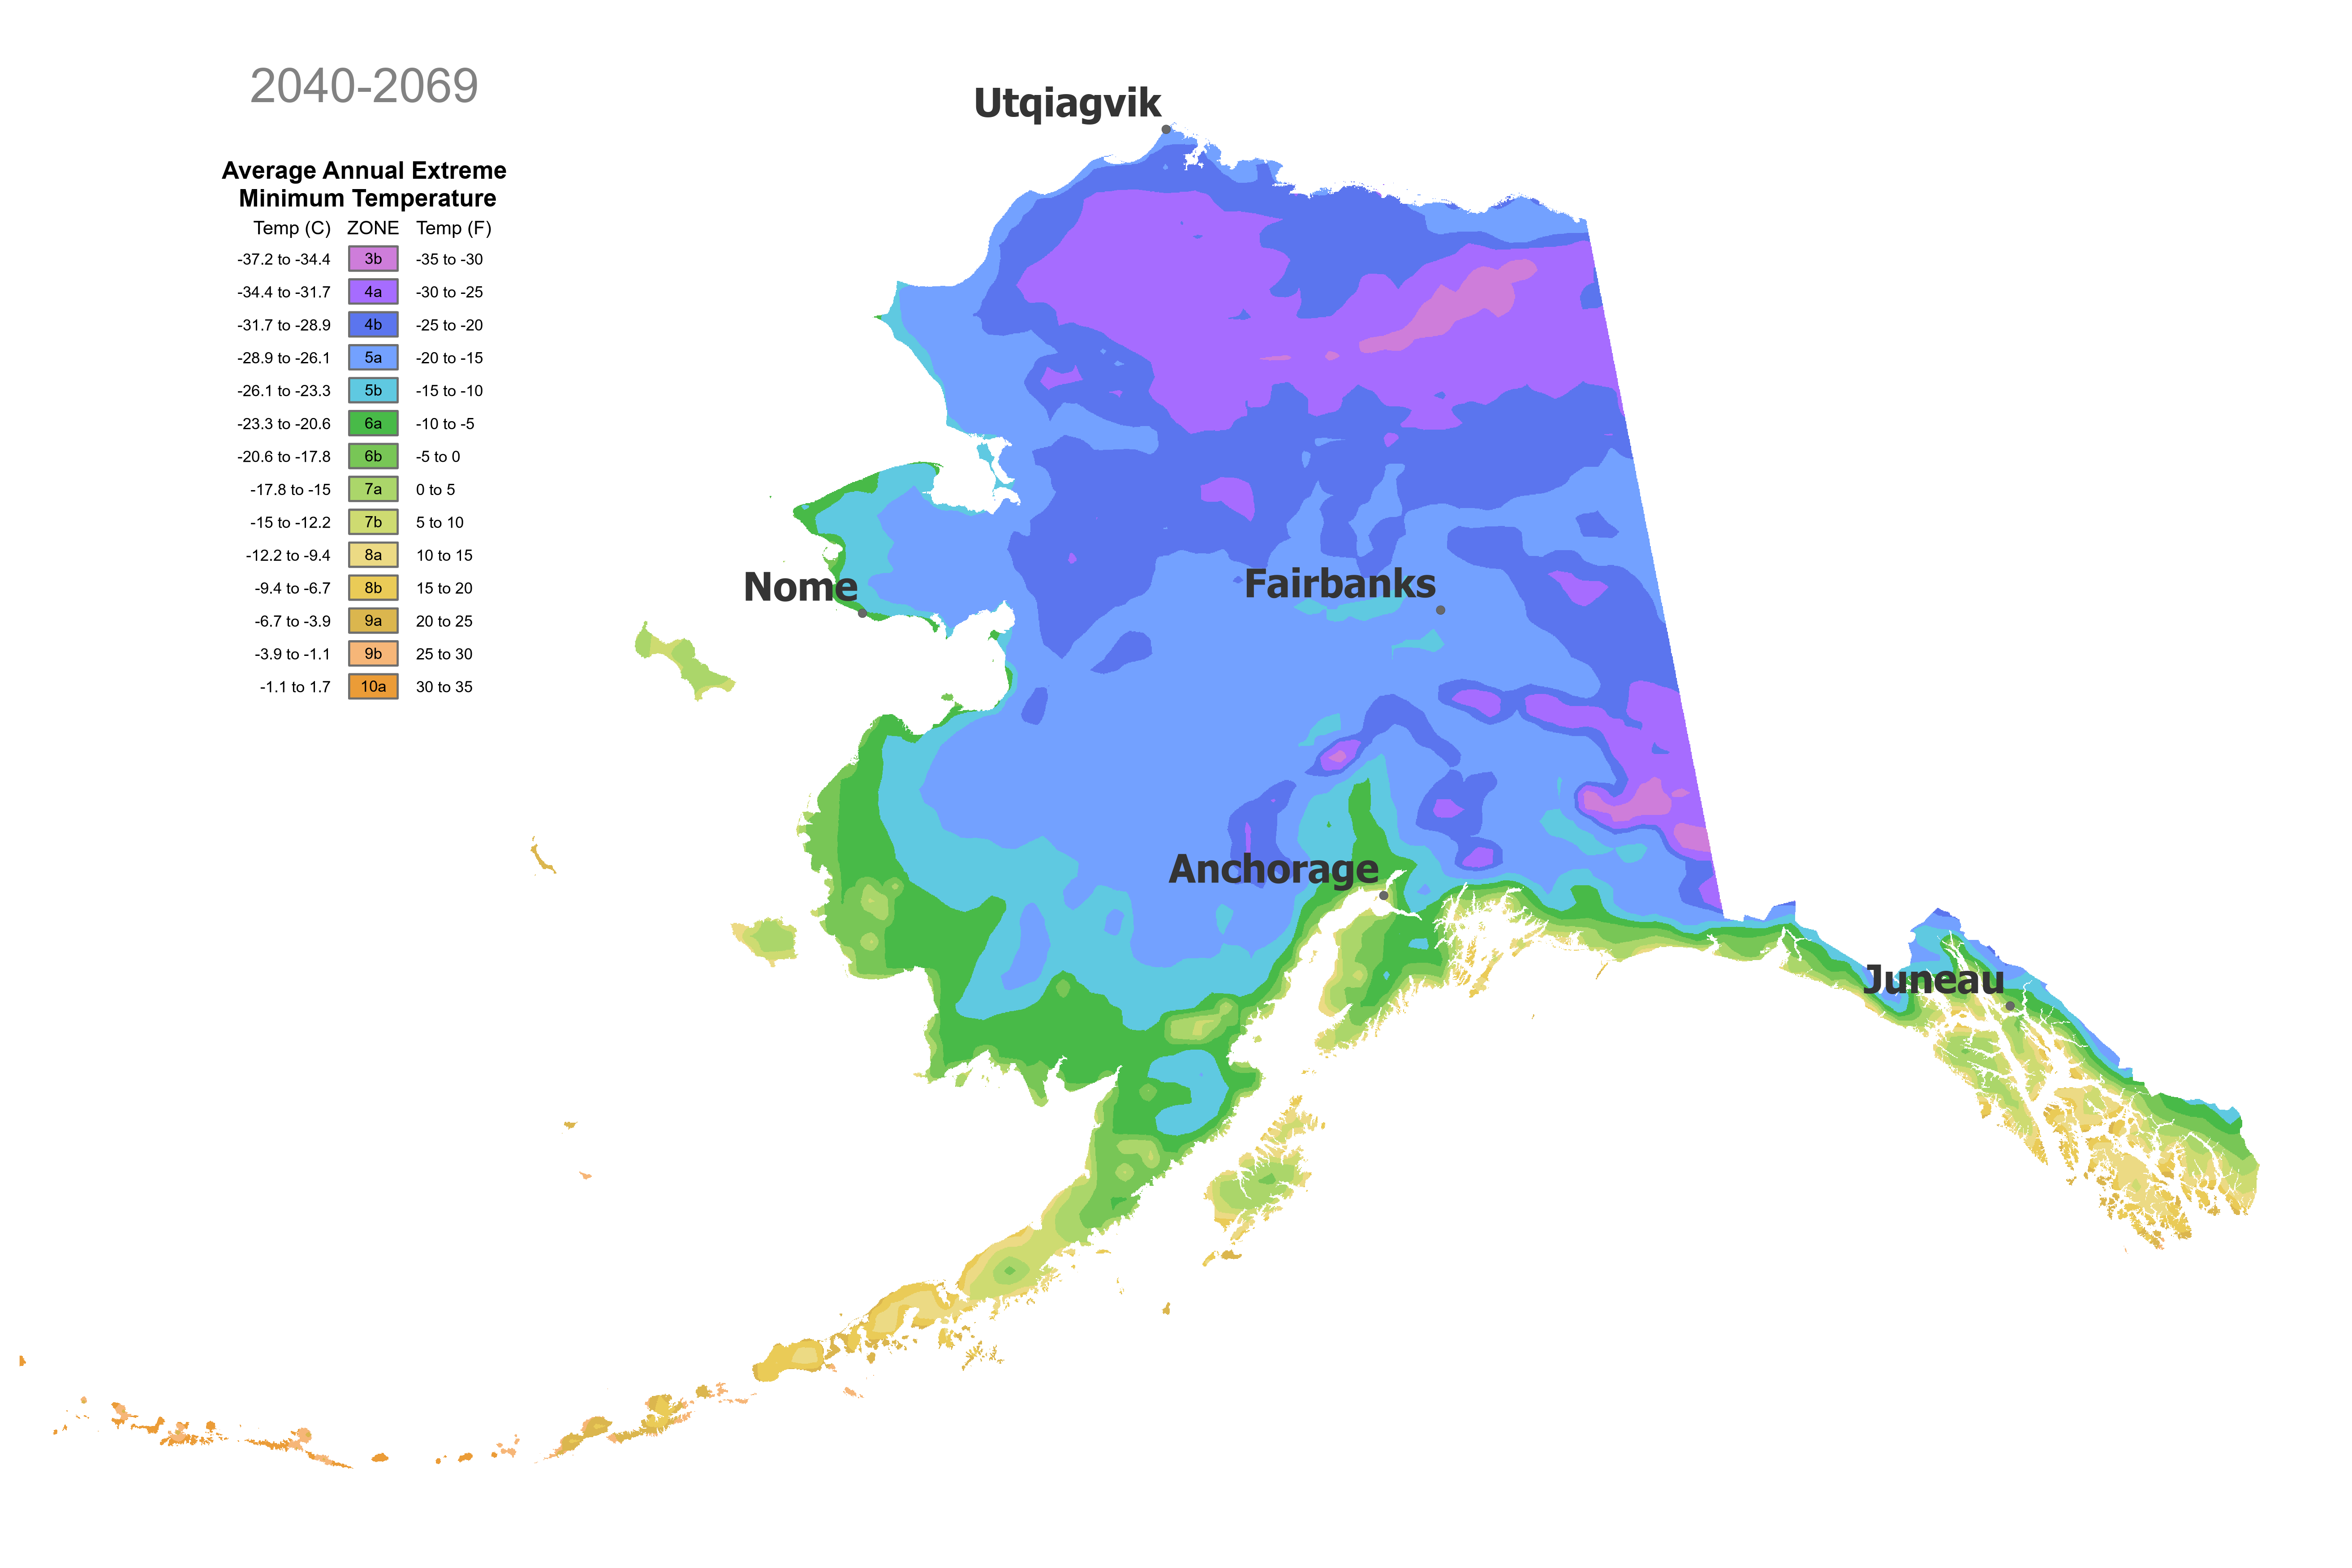 2040-2069
Average Annual Extreme
Minimum Temperature
Temp (C) ZONE Temp (F)
-37.2 to -34.4 3b -35 to -30
-34.4 to -31.7 4a -30 to -25
-31.7 to -28.9 4b -25 to -20
-28.9 to -26.1 5a -20 to -15
-26.1 to -23.3 5b -15 to -10
-23.3 to -20.6 6a -10 to -5
-20.6 to -17.8 6b -5 to 0
-17.8 to -15 7a 0 to 5
-15 to -12.2 7b 5 to 10
-12.2 to -9.4 8a 10 to 15
-9.4 to -6.7 8b 15 to 20
-6.7 to -3.9 9a 20 to 25
-3.9 to -1.1 9b 25 to 30
-1.1 to 1.7 10a 30 to 35
Utqiagvik
Nome
Fairbanks
Anchorage
Juneau